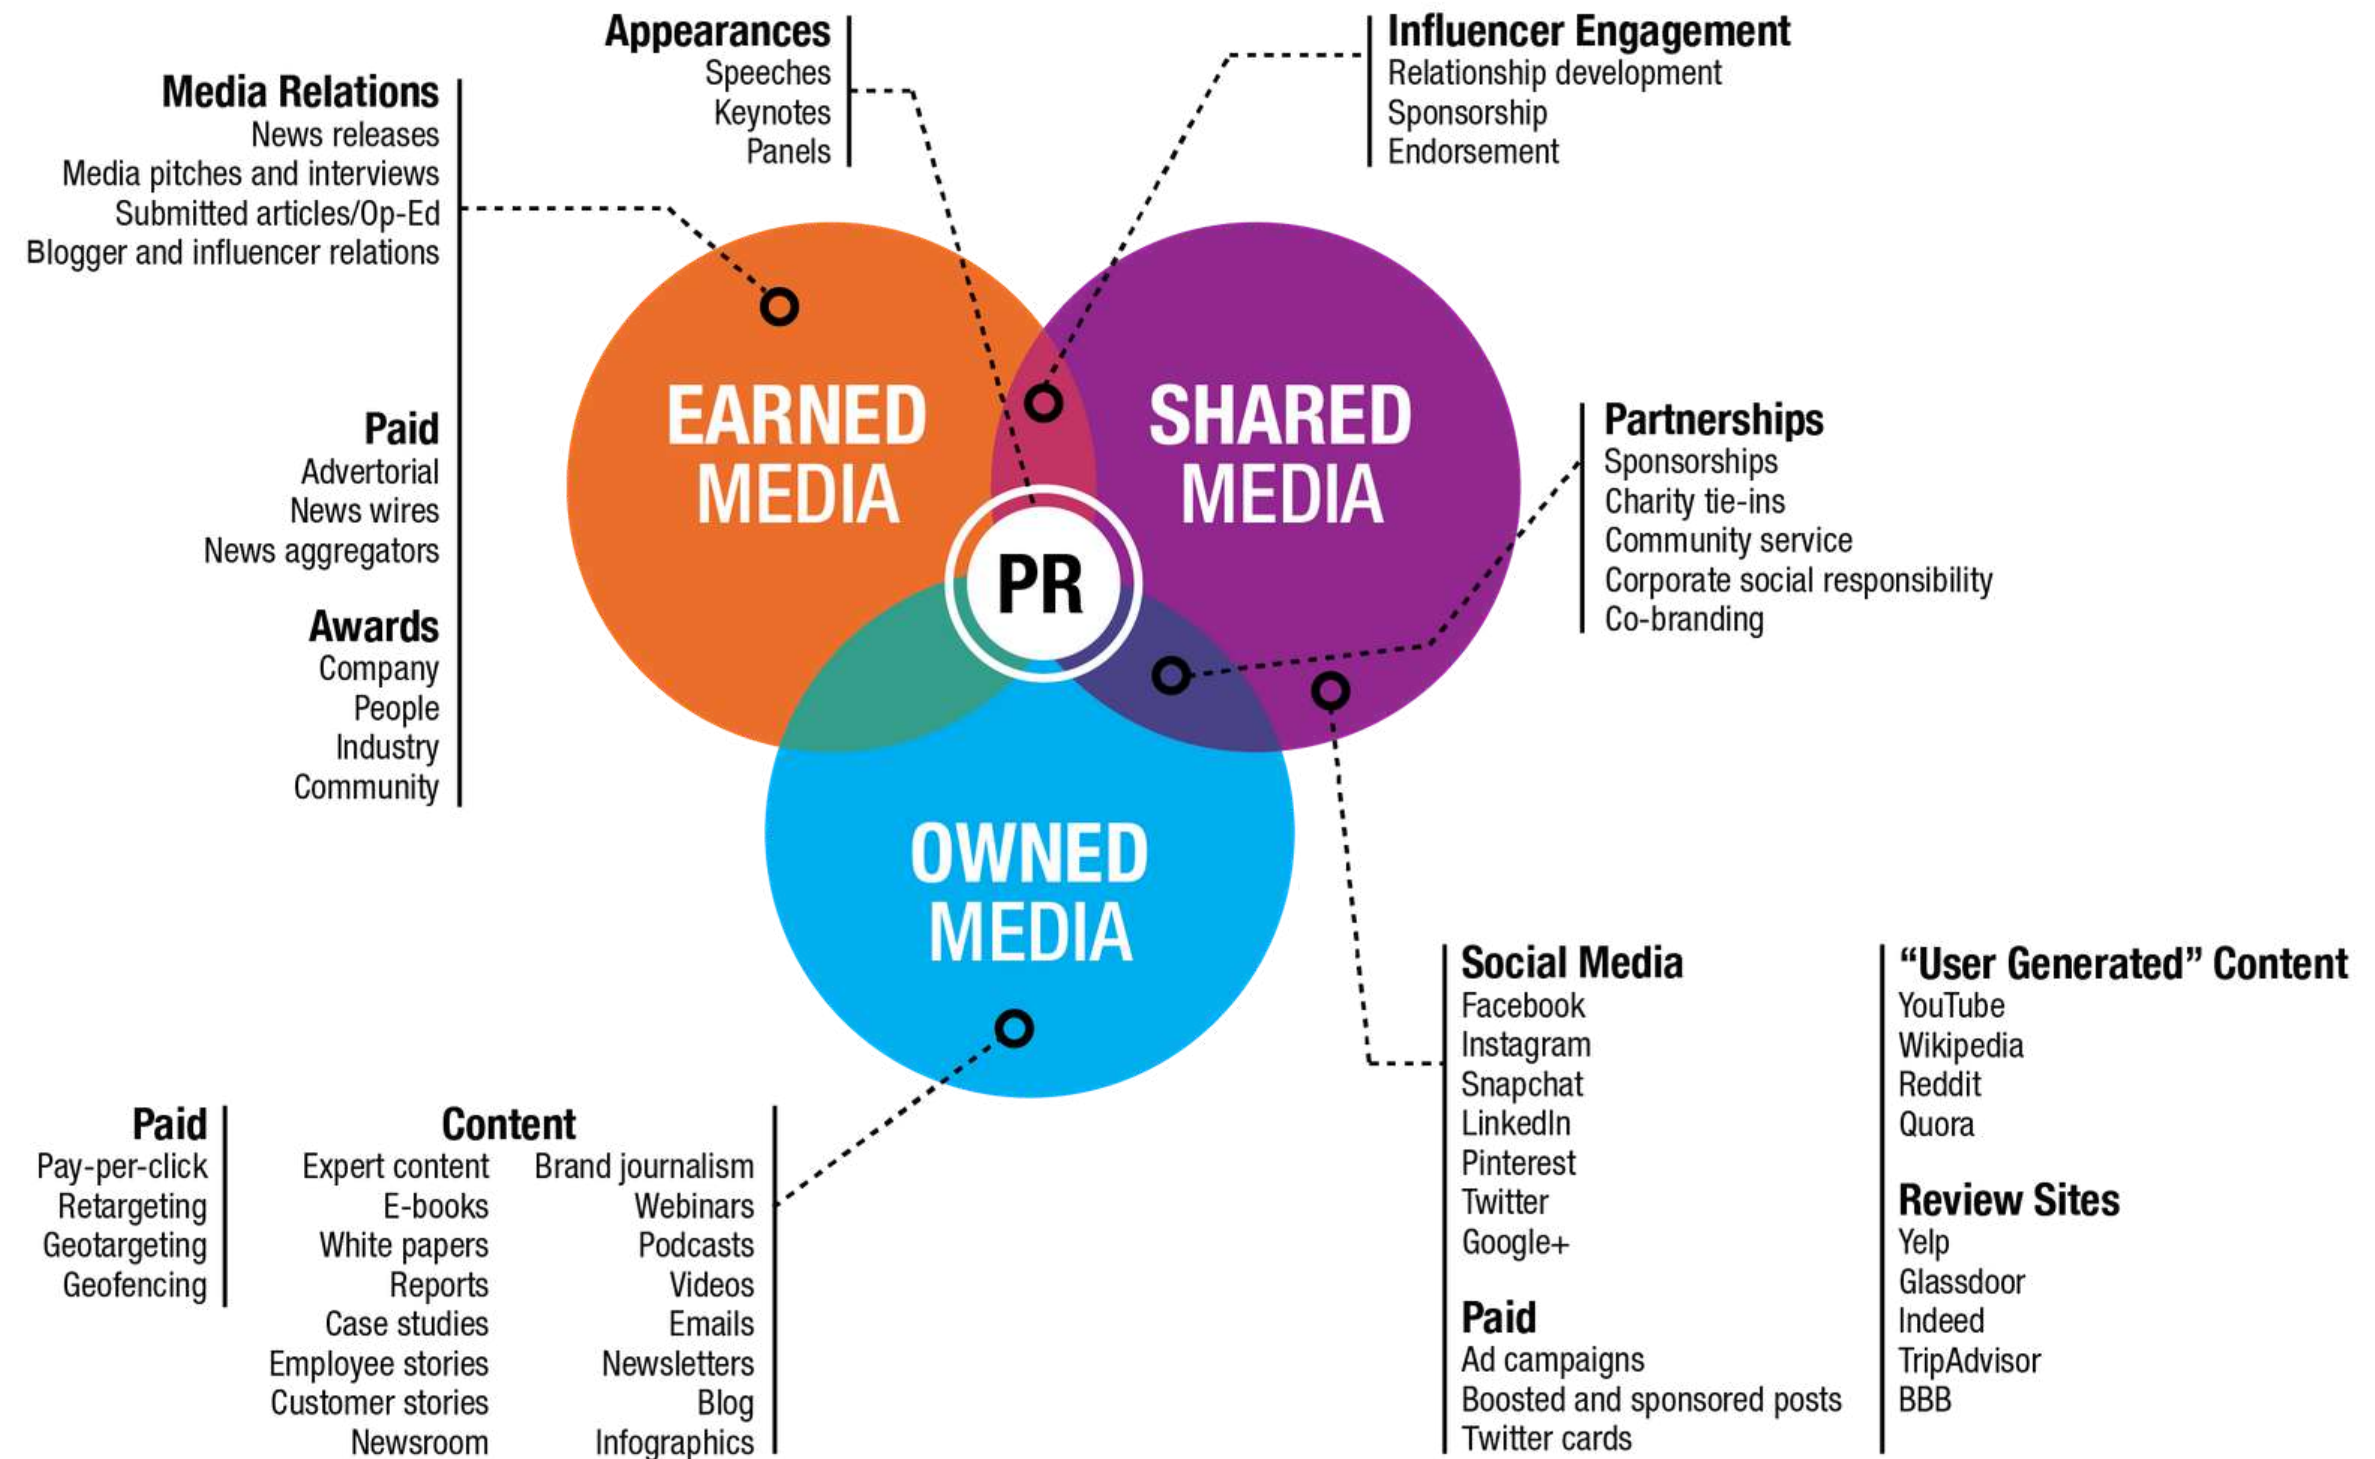 Appearances
Speeches
Keynotes
Panels
Influencer Engagement
Relationship development
Sponsorship
Endorsement
Media Relations
News releases
Media pitches and interviews
Submitted articles/Op-Ed
Blogger and influencer relations
Paid
Advertorial
News wires
News aggregators
Awards
Company
People
Industry
Community
EARNED
MEDIA
SHARED
MEDIA
PR
OWNED
MEDIA
Partnerships
Sponsorships
Charity tie-ins
Community service
Corporate social responsibility
Co-branding
Paid
Pay-per-click
Retargeting
Geotargeting
Geofencing
Content
Expert content
E-books
White papers
Reports
Case studies
Employee stories
Customer stories
Newsroom
Brand journalism
Webinars
Podcasts
Videos
Emails
Newsletters
Blog
Infographics
Social Media
Facebook
Instagram
Snapchat
LinkedIn
Pinterest
Twitter
Google+
Paid
Ad campaigns
Boosted and sponsored posts
Twitter cards
“User Generated” Content
YouTube
Wikipedia
Reddit
Quora
Review Sites
Yelp
Glassdoor
Indeed
TripAdvisor
BBB